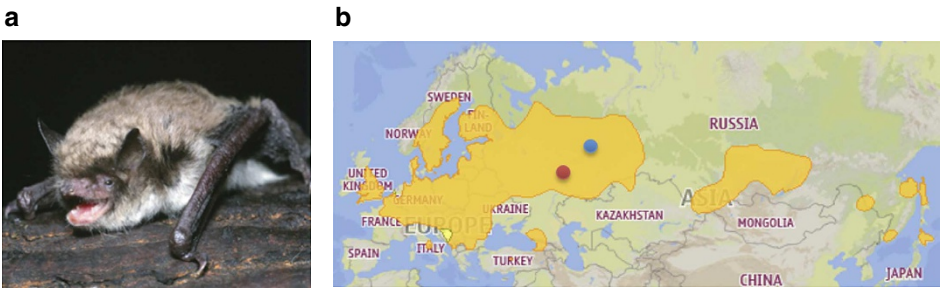 a
b
SWEDEN
FIN-
LAND
NORWAY
RUSSIA
UNITED
KINGDOM
GERMANY
ASIA
UKRAINE
KAZAKHSTAN
FRANCE
EUROPE
MONGOLIA
ITALY
SPAIN
TURKEY
CHINA
JAPAN